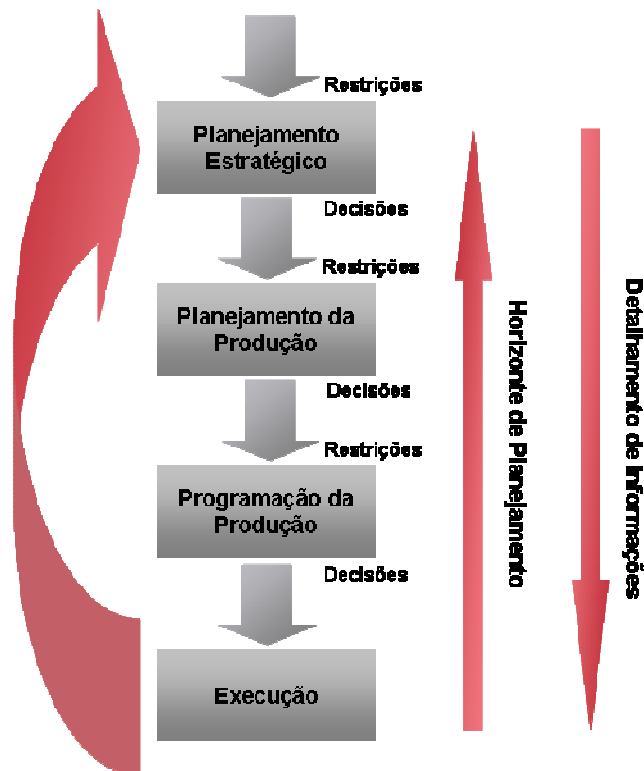 Restrições
Planejamento
Estratégico
Decisões
Restrições
Planejamento da
Produção
Decisões
Restrições
Programação da
Produção
Decisões
Execução
Horizonte de Planejamento
Detalhamento de Informações